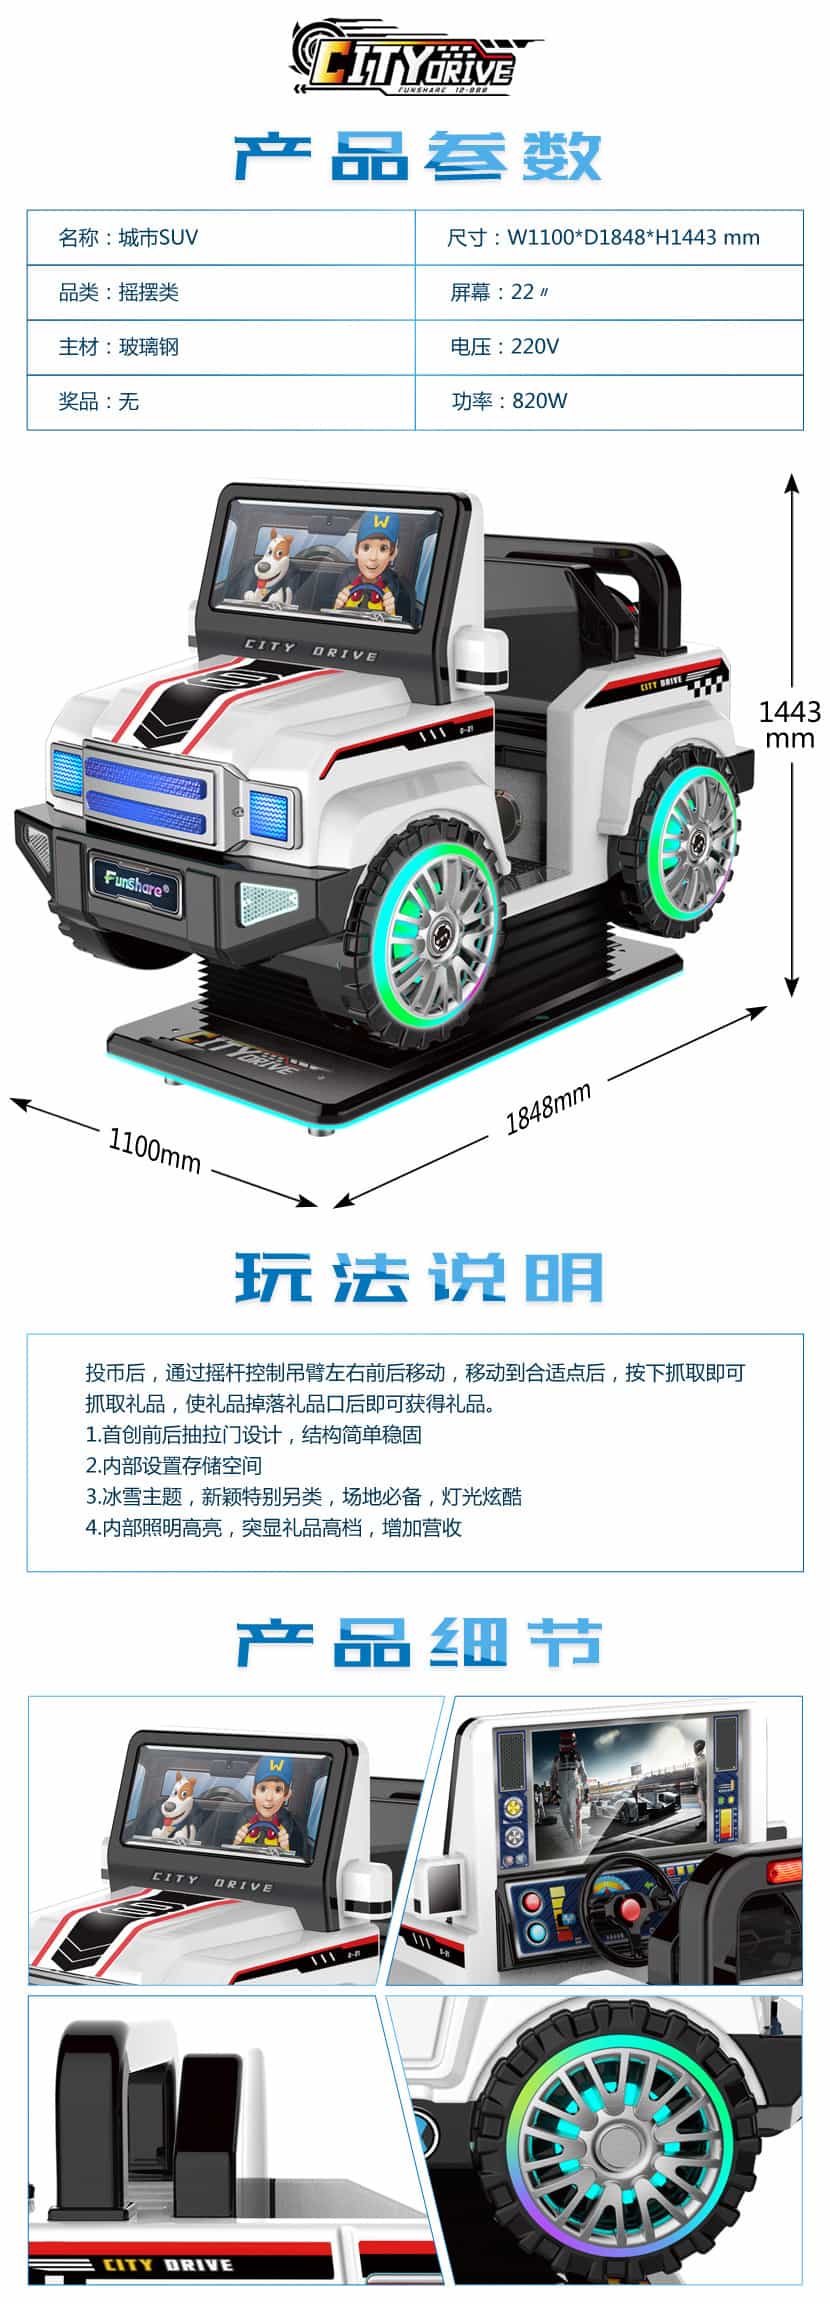 CITY DRIVE
FUNSHARE 12-000
产品参数
名称：城市SUV
尺寸：W1100*D1848*H1443 mm
品类：摇摆类
屏幕：22〃
主材：玻璃钢
电压：220V
奖品：无
功率：820W
W
CITY DRIVE
CITY DRIVE
0-21
Funshare®
CITY DRIVE
1443
mm
1848mm
1100mm
玩法说明
投币后，通过摇杆控制吊臂左右前后移动，移动到合适点后，按下抓取即可
抓取礼品，使礼品掉落礼品口后即可获得礼品。
1.首创前后抽拉门设计，结构简单稳固
2.内部设置存储空间
3.冰雪主题，新颖特别另类，场地必备，灯光炫酷
4.内部照明高亮，突显礼品高档，增加营收
产品细节
W
CITY DRIVE
0-21
CITY DRIVE